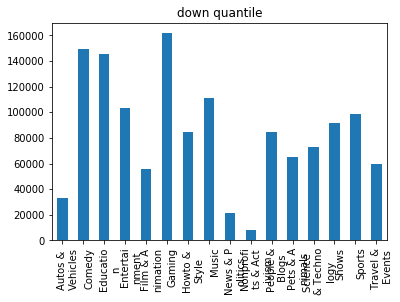 down quantile
160000
140000
120000
100000
80000
60000
40000
20000
0
Autos &
Vehicles
Comedy
Educatio
n
Entertai
nment
Film & A
nimation
Gaming
Howto &
Style
Music
News & P
olitics
Nonprofi
ts & Act
ivism
People &
Blogs
Pets & A
nimals
Science
& Techno
logy
Shows
Sports
Travel &
Events